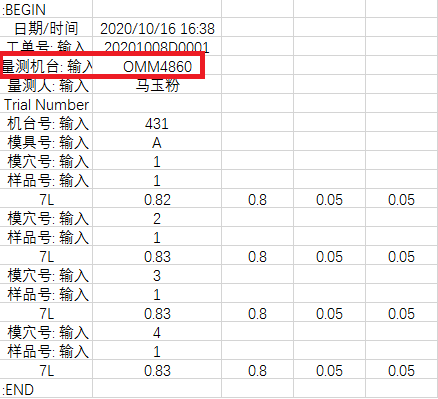 :BEGIN
日期/时间 2020/10/16 16:38
工单号: 输入 20201008D0001
量测机台: 输入 OMM4860
量测人: 输入 马玉粉
Trial Number
机台号: 输入 431
模具号: 输入 A
模穴号: 输入 1
样品号: 输入 1
7L 0.82 0.8 0.05 0.05
模穴号: 输入 2
样品号: 输入 1
7L 0.83 0.8 0.05 0.05
模穴号: 输入 3
样品号: 输入 1
7L 0.83 0.8 0.05 0.05
模穴号: 输入 4
样品号: 输入 1
7L 0.83 0.8 0.05 0.05
:END